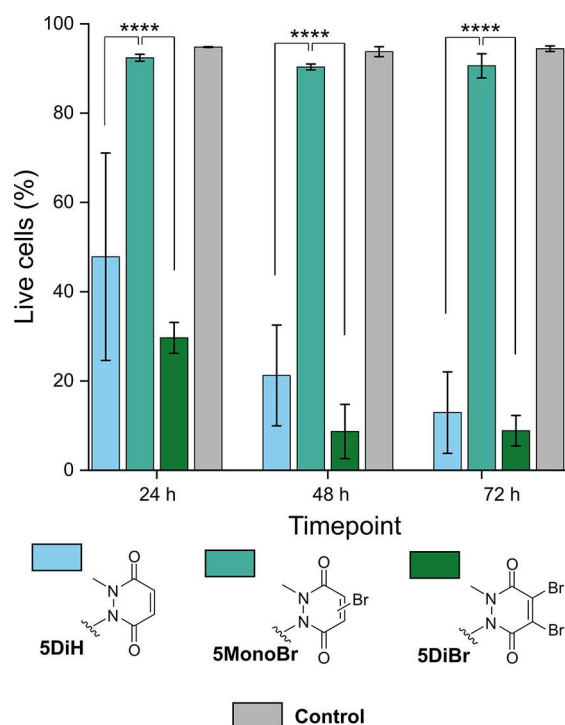 100
80
60
40
20
0
Live cells (%)
****
****
****
24 h
48 h
72 h
Timepoint
O
N
N
O
5DiH
O
N
N
Br
O
5MonoBr
O
N
N
Br
Br
O
5DiBr
Control